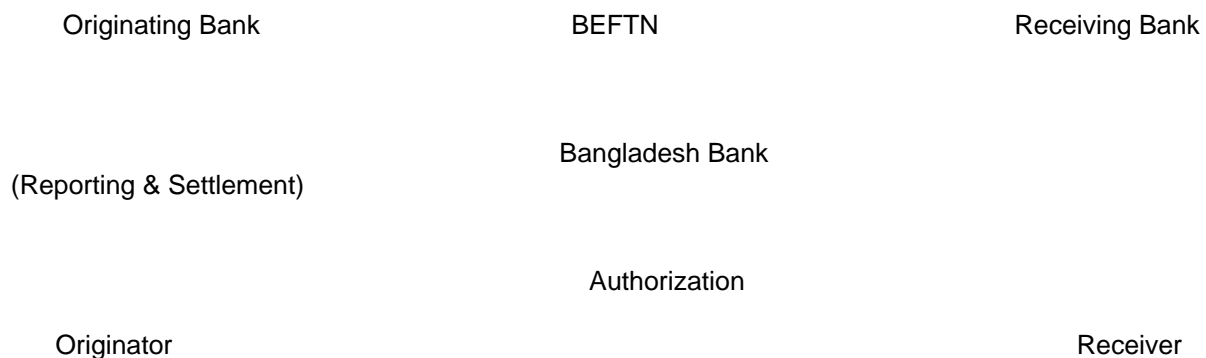 Originating Bank BEFTN Receiving Bank
Bangladesh Bank
(Reporting & Settlement)
Authorization
Originator Receiver